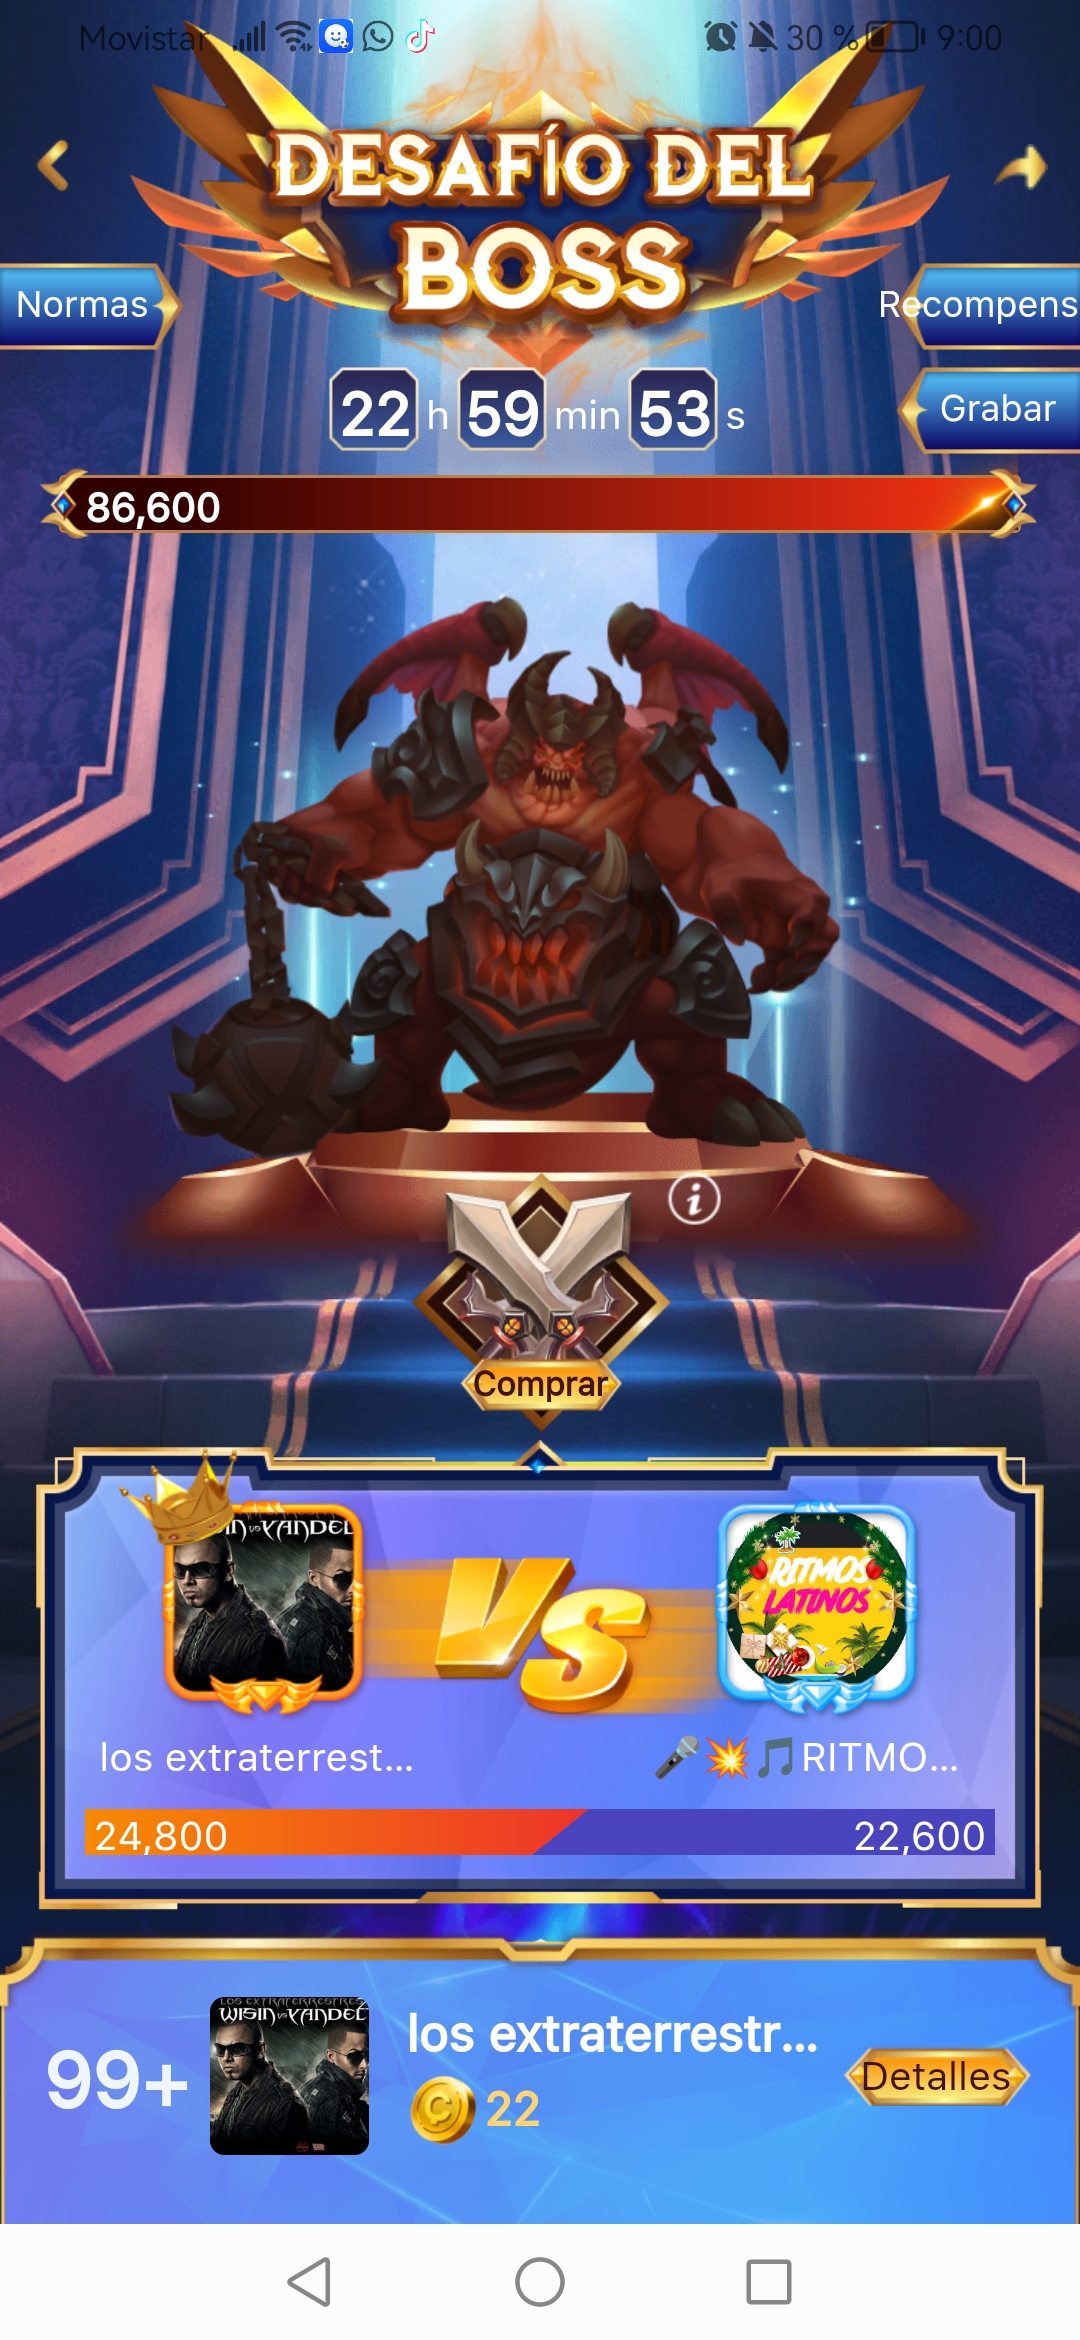 Movistar 30 % 9:00
DESAFÍO DEL
BOSS
Normas
Recompens
22 h 59 min 53 s
Grabar
86,600
Comprar
WISIN VS YANDEL
RITMOS
LATINOS
VS
los extraterrest...
🎤💥🎵RITMO...
24,800
22,600
99+
LOS EXTRATERRESTRES
WISIN VS YANDEL
los extraterrestr...
22
Detalles